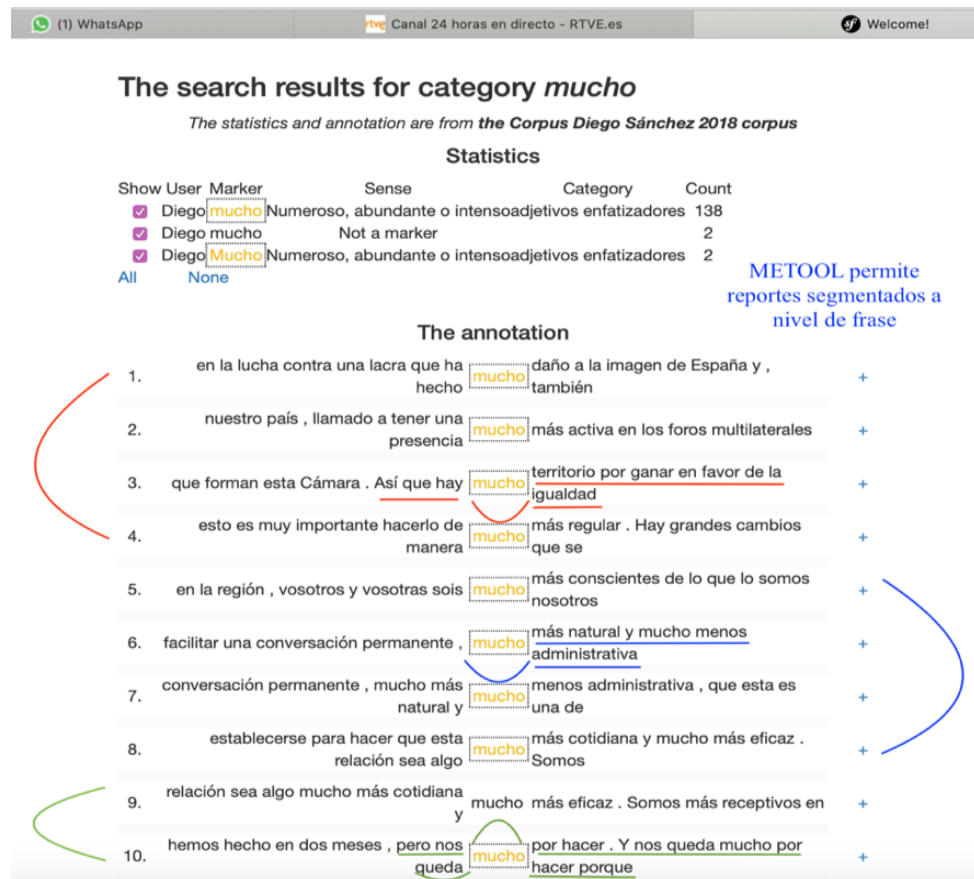 (1) WhatsApp
rtve Canal 24 horas en directo - RTVE.es
sf Welcome!
The search results for category mucho
The statistics and annotation are from the Corpus Diego Sánchez 2018 corpus
Statistics
Show User Marker Sense Category Count
Diego mucho Numeroso, abundante o intenso adjetivos enfatizadores 138
Diego mucho Not a marker 2
Diego Mucho Numeroso, abundante o intenso adjetivos enfatizadores 2
All None
METOOL permite
reportes segmentados a
nivel de frase
The annotation
1. en la lucha contra una lacra que ha
hecho mucho daño a la imagen de España y ,
también +
2. nuestro país , llamado a tener una
presencia mucho más activa en los foros multilaterales +
3. que forman esta Cámara . Así que hay mucho territorio por ganar en favor de la
igualdad +
4. esto es muy importante hacerlo de
manera mucho más regular . Hay grandes cambios
que se +
5. en la región , vosotros y vosotras sois mucho más conscientes de lo que lo somos
nosotros +
6. facilitar una conversación permanente , mucho más natural y mucho menos
administrativa +
7. conversación permanente , mucho más
natural y mucho menos administrativa , que esta es
una de +
8. establecerse para hacer que esta
relación sea algo mucho más cotidiana y mucho más eficaz .
Somos +
9. relación sea algo mucho más cotidiana
y mucho más eficaz . Somos más receptivos en +
10. hemos hecho en dos meses , pero nos
queda mucho por hacer . Y nos queda mucho por
hacer porque +